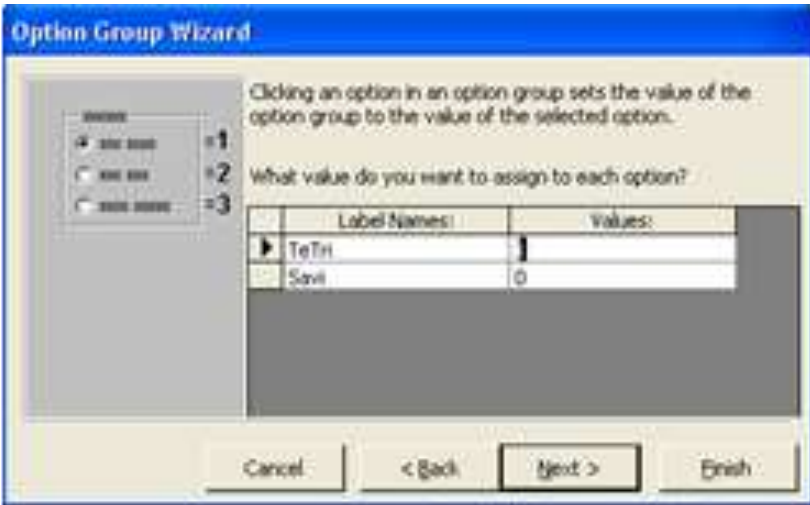 Option Group Wizard
Clicking an option in an option group sets the value of the
option group to the value of the selected option.
=1
=2
=3
What value do you want to assign to each option?
Label Names: Values:
TeTri
Savi 0
Cancel < Back Next > Finish